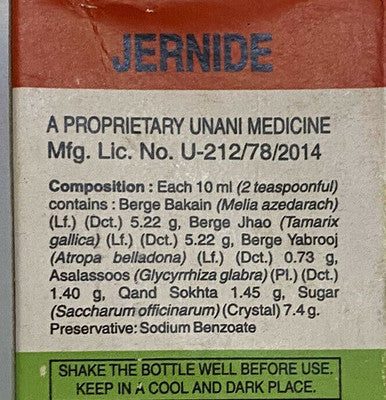 JERNIDE
A PROPRIETARY UNANI MEDICINE
Mfg. Lic. No. U-212/78/2014
Composition : Each 10 ml (2 teaspoonful)
contains : Berge Bakain (Melia azedarach)
(Lf.) (Dct.) 5.22 g, Berge Jhao (Tamarix
gallica) (Lf.) (Dct.) 5.22 g, Berge Yabrooj
(Atropa belladona) (Lf.) (Dct.) 0.73 g,
Asalassoos (Glycyrrhiza glabra) (Pl.) (Dct.)
1.40 g, Qand Sokhta 1.45 g, Sugar
(Saccharum officinarum) (Crystal) 7.4 g.
Preservative: Sodium Benzoate
SHAKE THE BOTTLE WELL BEFORE USE.
KEEP IN A COOL AND DARK PLACE.